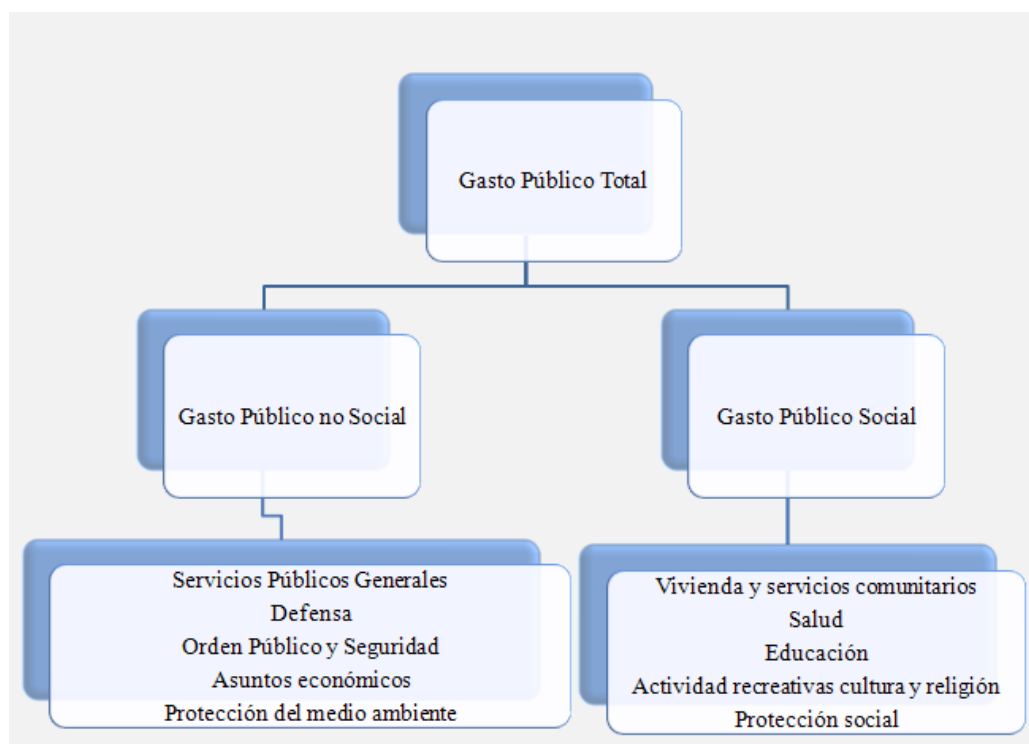 Gasto Público Total
Gasto Público no Social
Gasto Público Social
Servicios Públicos Generales
Defensa
Orden Público y Seguridad
Asuntos económicos
Protección del medio ambiente
Vivienda y servicios comunitarios
Salud
Educación
Actividad recreativas cultura y religión
Protección social